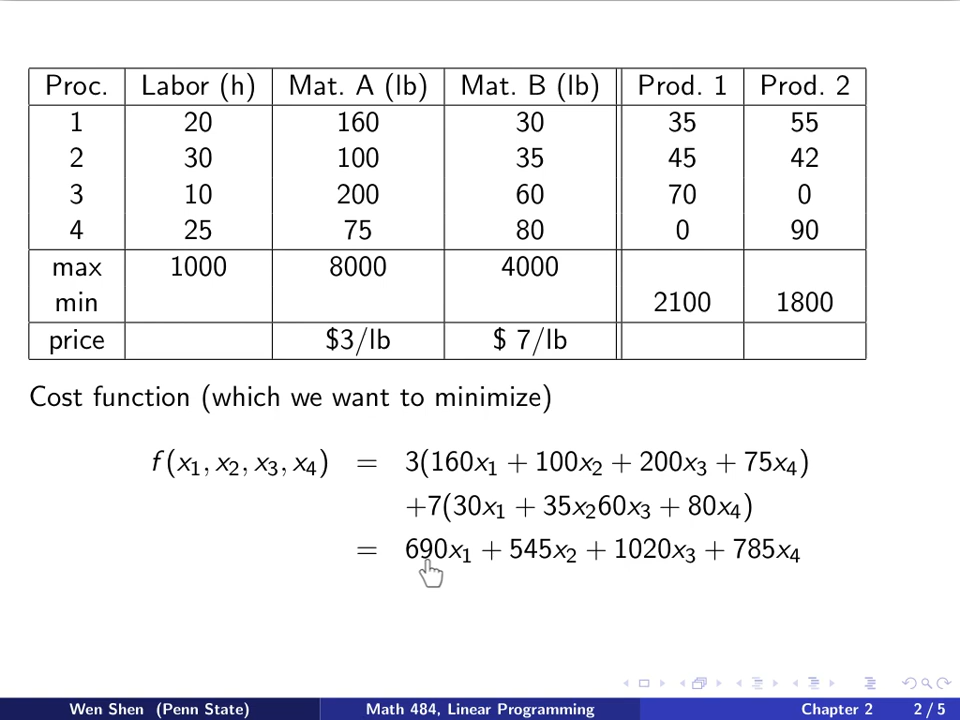 Proc. Labor (h) Mat. A (lb) Mat. B (lb) Prod. 1 Prod. 2
1 20 160 30 35 55
2 30 100 35 45 42
3 10 200 60 70 0
4 25 75 80 0 90
max 1000 8000 4000
min 2100 1800
price $3/lb $ 7/lb
Cost function (which we want to minimize)
f(x₁, x₂, x₃, x₄) = 3(160x₁ + 100x₂ + 200x₃ + 75x₄)
+7(30x₁ + 35x₂60x₃ + 80x₄)
= 690x₁ + 545x₂ + 1020x₃ + 785x₄
Wen Shen (Penn State) Math 484, Linear Programming Chapter 2 2 / 5